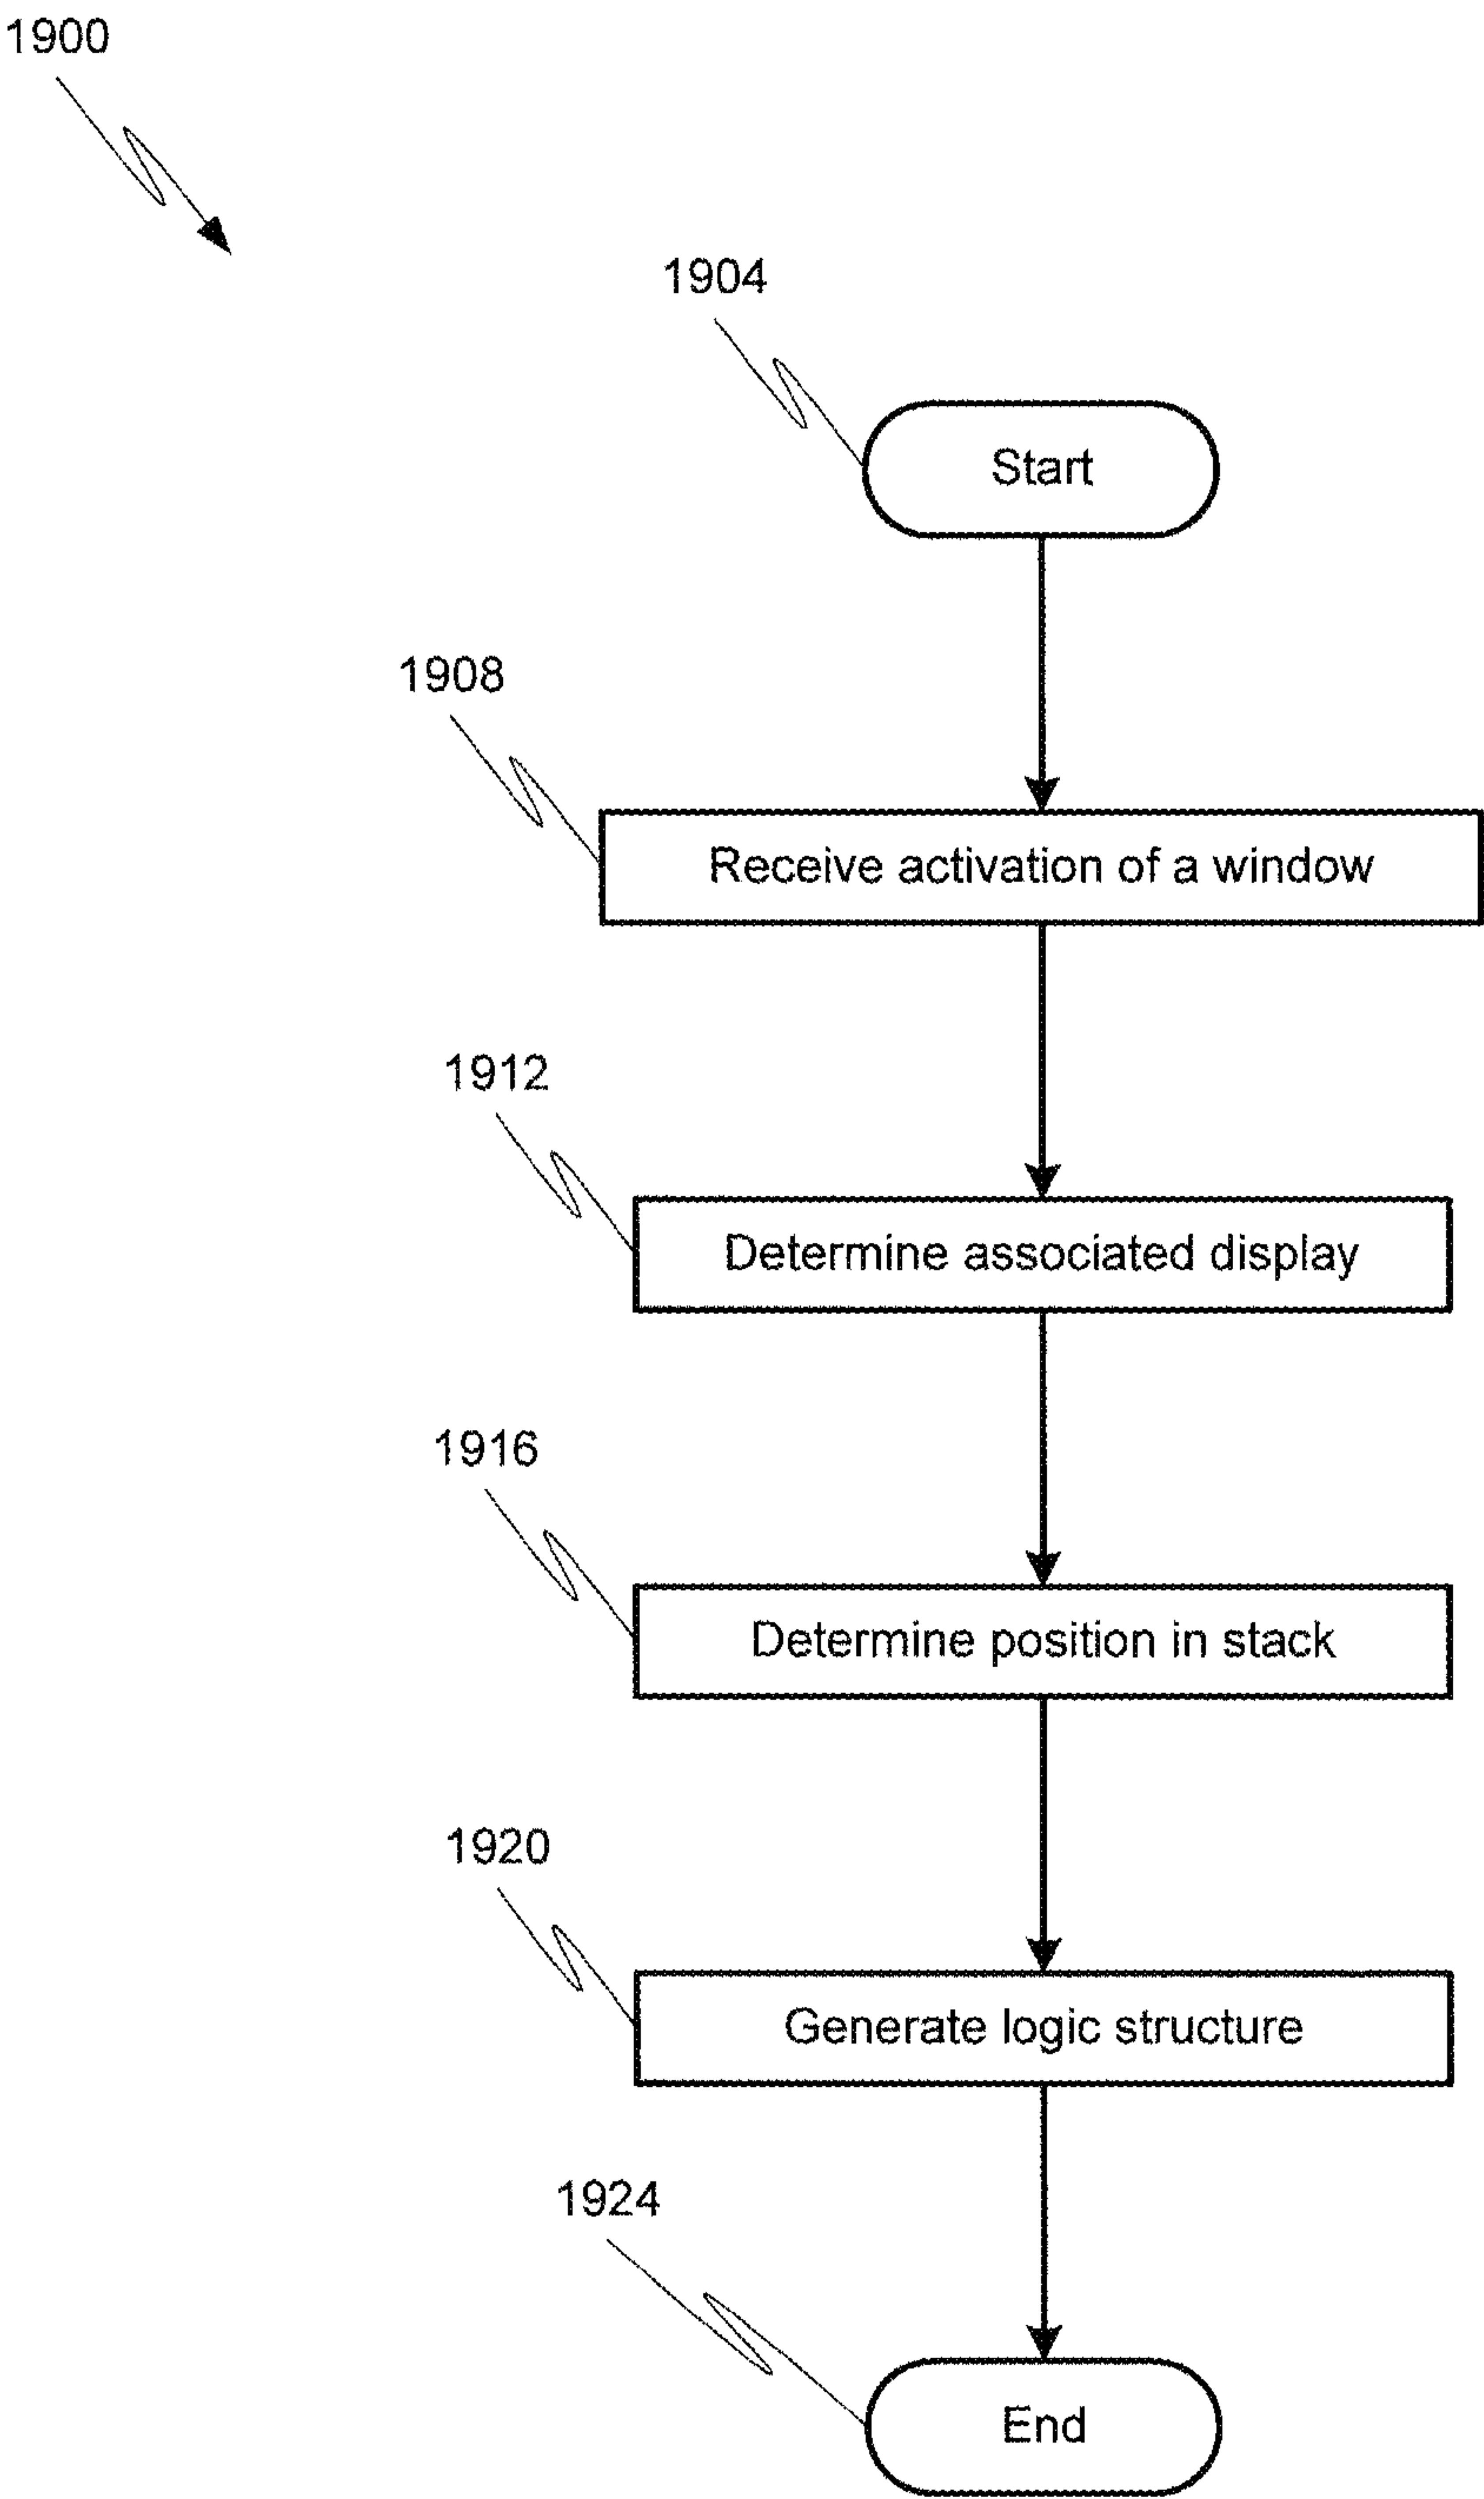 1900
1904
Start
1908
Receive activation of a window
1912
Determine associated display
1916
Determine position in stack
1920
Generate logic structure
1924
End